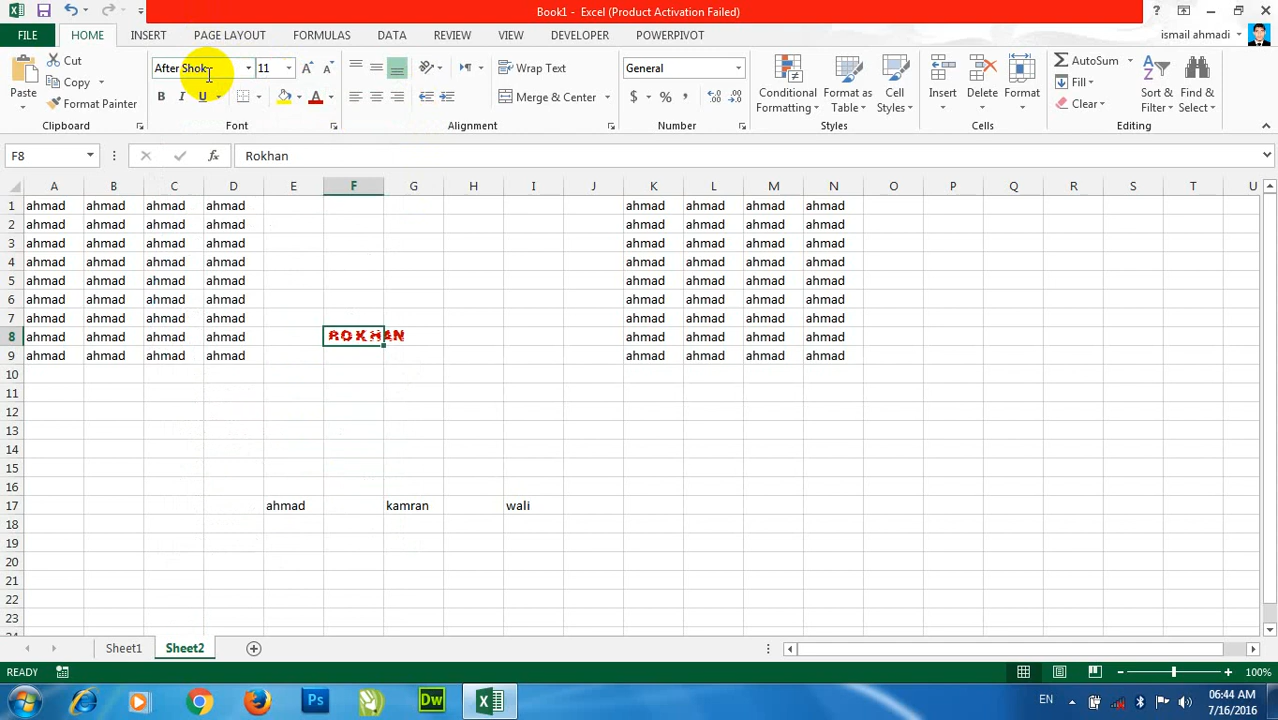 Book1 - Excel (Product Activation Failed)
FILE HOME INSERT PAGE LAYOUT FORMULAS DATA REVIEW VIEW DEVELOPER POWERPIVOT ismail ahmadi
Paste Cut Copy Format Painter
Clipboard
After Shok 11
B I U A
Font
Wrap Text
Merge & Center
Alignment
General
$ % ,
Number
Conditional Formatting Format as Table Cell Styles
Styles
Insert Delete Format
Cells
AutoSum Fill Clear Sort & Filter Find & Select
Editing
F8 fx Rokhan
A B C D E F G H I J K L M N O P Q R S T U
1 ahmad ahmad ahmad ahmad ahmad ahmad ahmad ahmad
2 ahmad ahmad ahmad ahmad ahmad ahmad ahmad ahmad
3 ahmad ahmad ahmad ahmad ahmad ahmad ahmad ahmad
4 ahmad ahmad ahmad ahmad ahmad ahmad ahmad ahmad
5 ahmad ahmad ahmad ahmad ahmad ahmad ahmad ahmad
6 ahmad ahmad ahmad ahmad ahmad ahmad ahmad ahmad
7 ahmad ahmad ahmad ahmad ahmad ahmad ahmad ahmad
8 ahmad ahmad ahmad ahmad ROKHAN ahmad ahmad ahmad ahmad
9 ahmad ahmad ahmad ahmad ahmad ahmad ahmad ahmad
10
11
12
13
14
15
16
17 ahmad kamran wali
18
19
20
21
22
23
Sheet1 Sheet2
READY 100%
Ps Dw EN 06:44 AM
7/16/2016